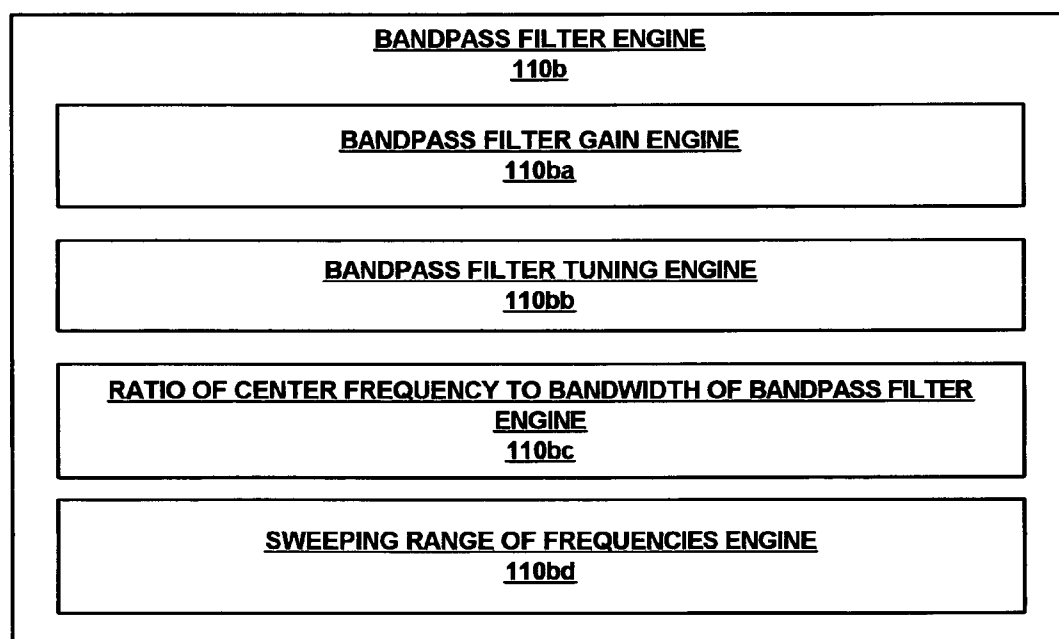 BANDPASS FILTER ENGINE
110b
BANDPASS FILTER GAIN ENGINE
110ba
BANDPASS FILTER TUNING ENGINE
110bb
RATIO OF CENTER FREQUENCY TO BANDWIDTH OF BANDPASS FILTER
ENGINE
110bc
SWEEPING RANGE OF FREQUENCIES ENGINE
110bd